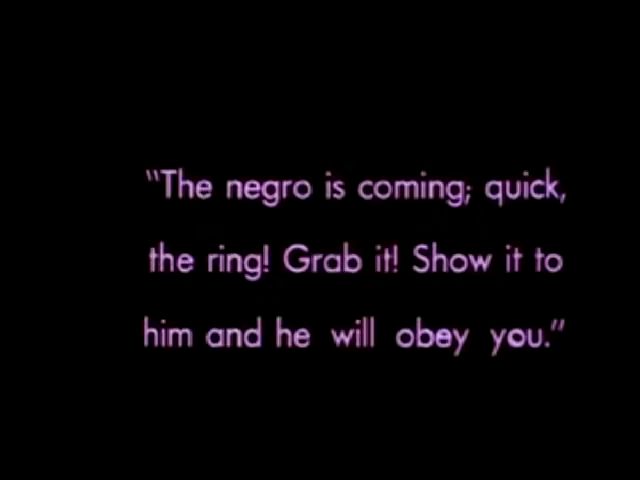 "The negro is coming; quick,
the ring! Grab it! Show it to
him and he will obey you."